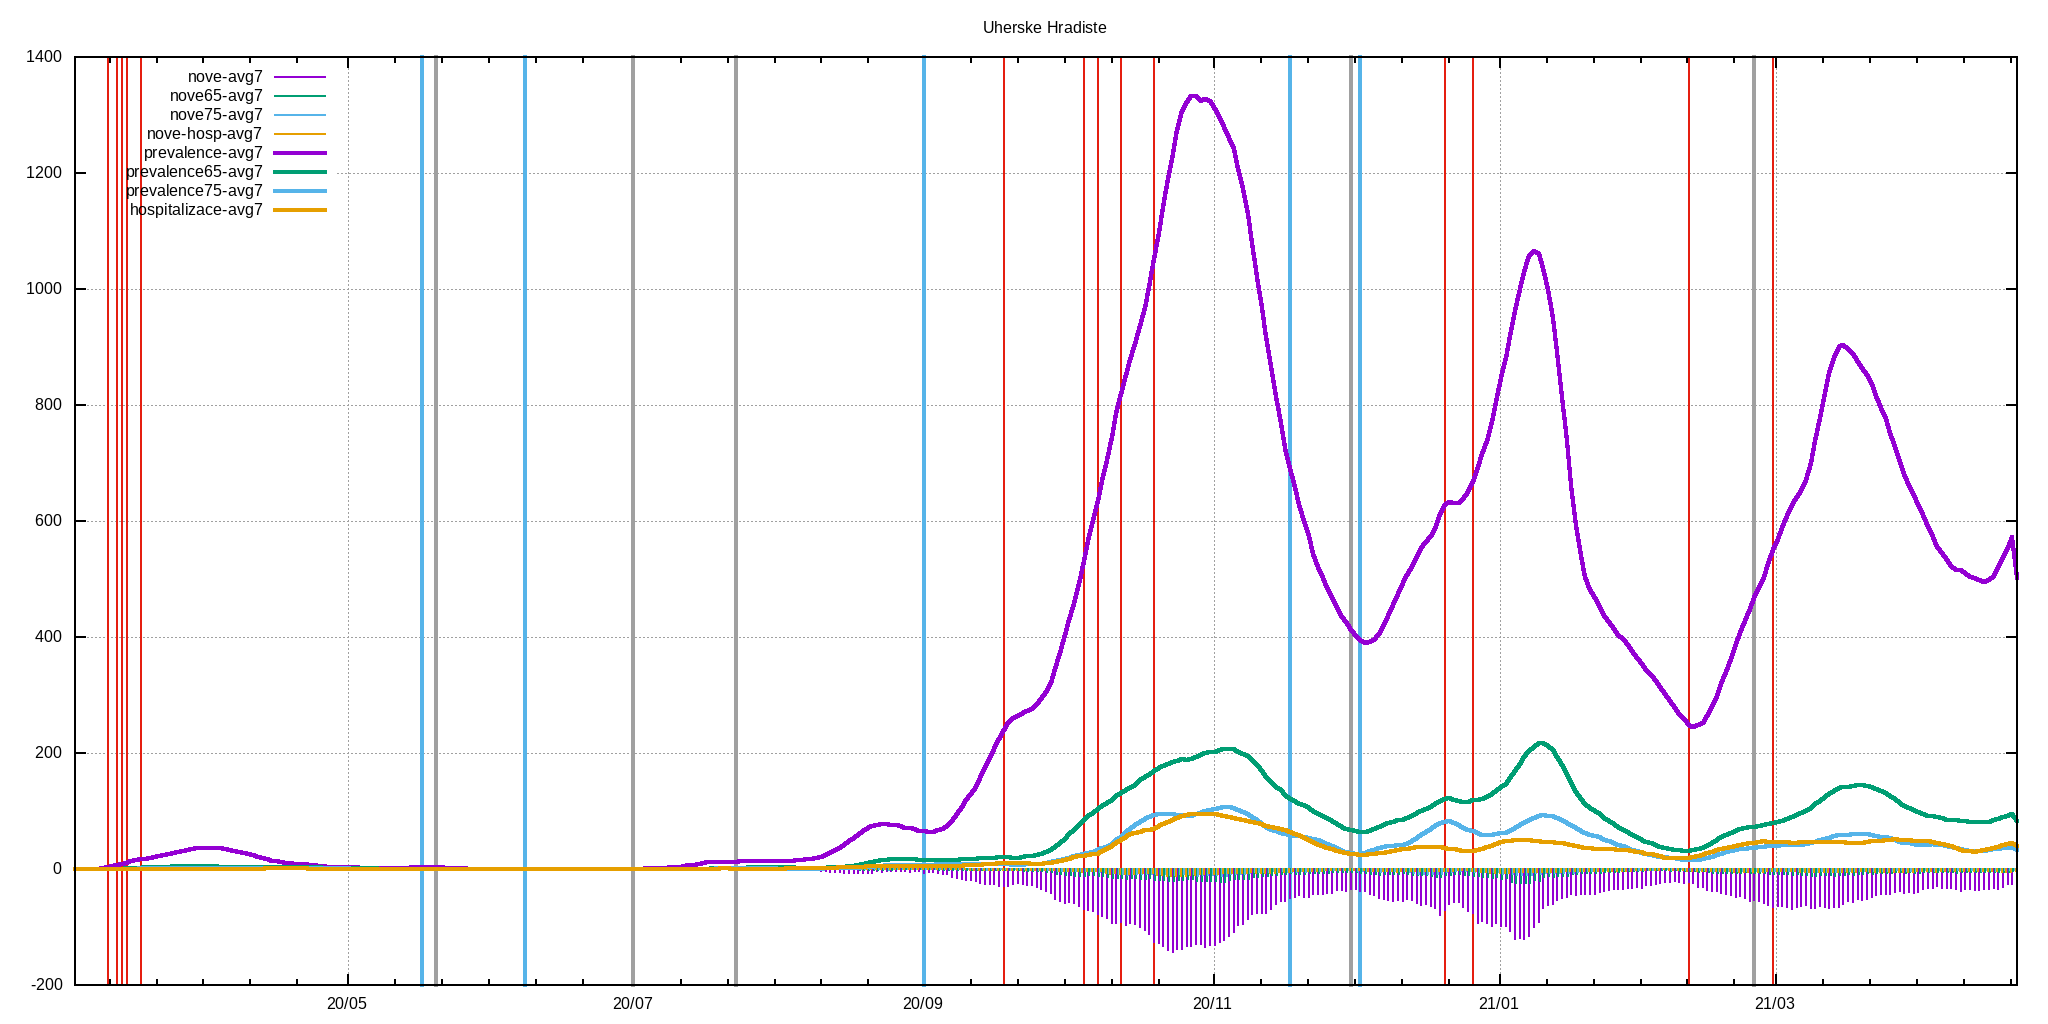 Uherske Hradiste
1400
1200
1000
800
600
400
200
0
-200
nove-avg7
nove65-avg7
nove75-avg7
nove-hosp-avg7
prevalence-avg7
prevalence65-avg7
prevalence75-avg7
hospitalizace-avg7
20/05
20/07
20/09
20/11
21/01
21/03